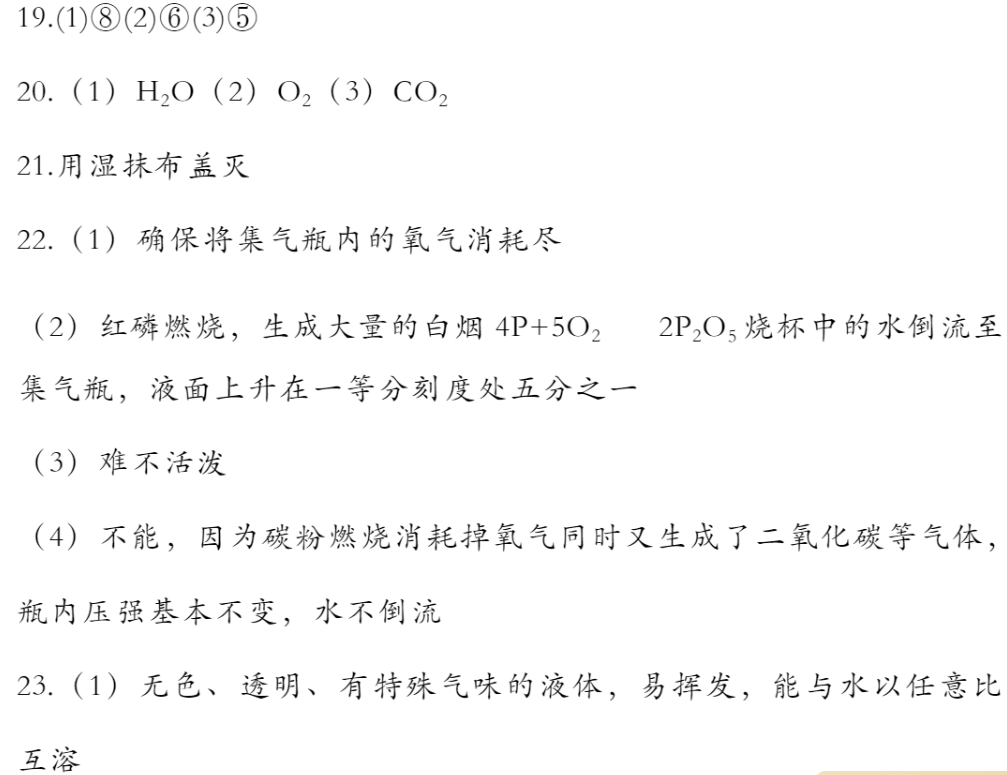 19.(1)⑧(2)⑥(3)⑤
20.（1）H₂O（2）O₂（3）CO₂
21.用湿抹布盖灭
22.（1）确保将集气瓶内的氧气消耗尽
（2）红磷燃烧，生成大量的白烟 4P+5O₂　　2P₂O₅烧杯中的水倒流至
集气瓶，液面上升在一等分刻度处五分之一
（3）难不活泼
（4）不能，因为碳粉燃烧消耗掉氧气同时又生成了二氧化碳等气体，
瓶内压强基本不变，水不倒流
23.（1）无色、透明、有特殊气味的液体，易挥发，能与水以任意比
互溶